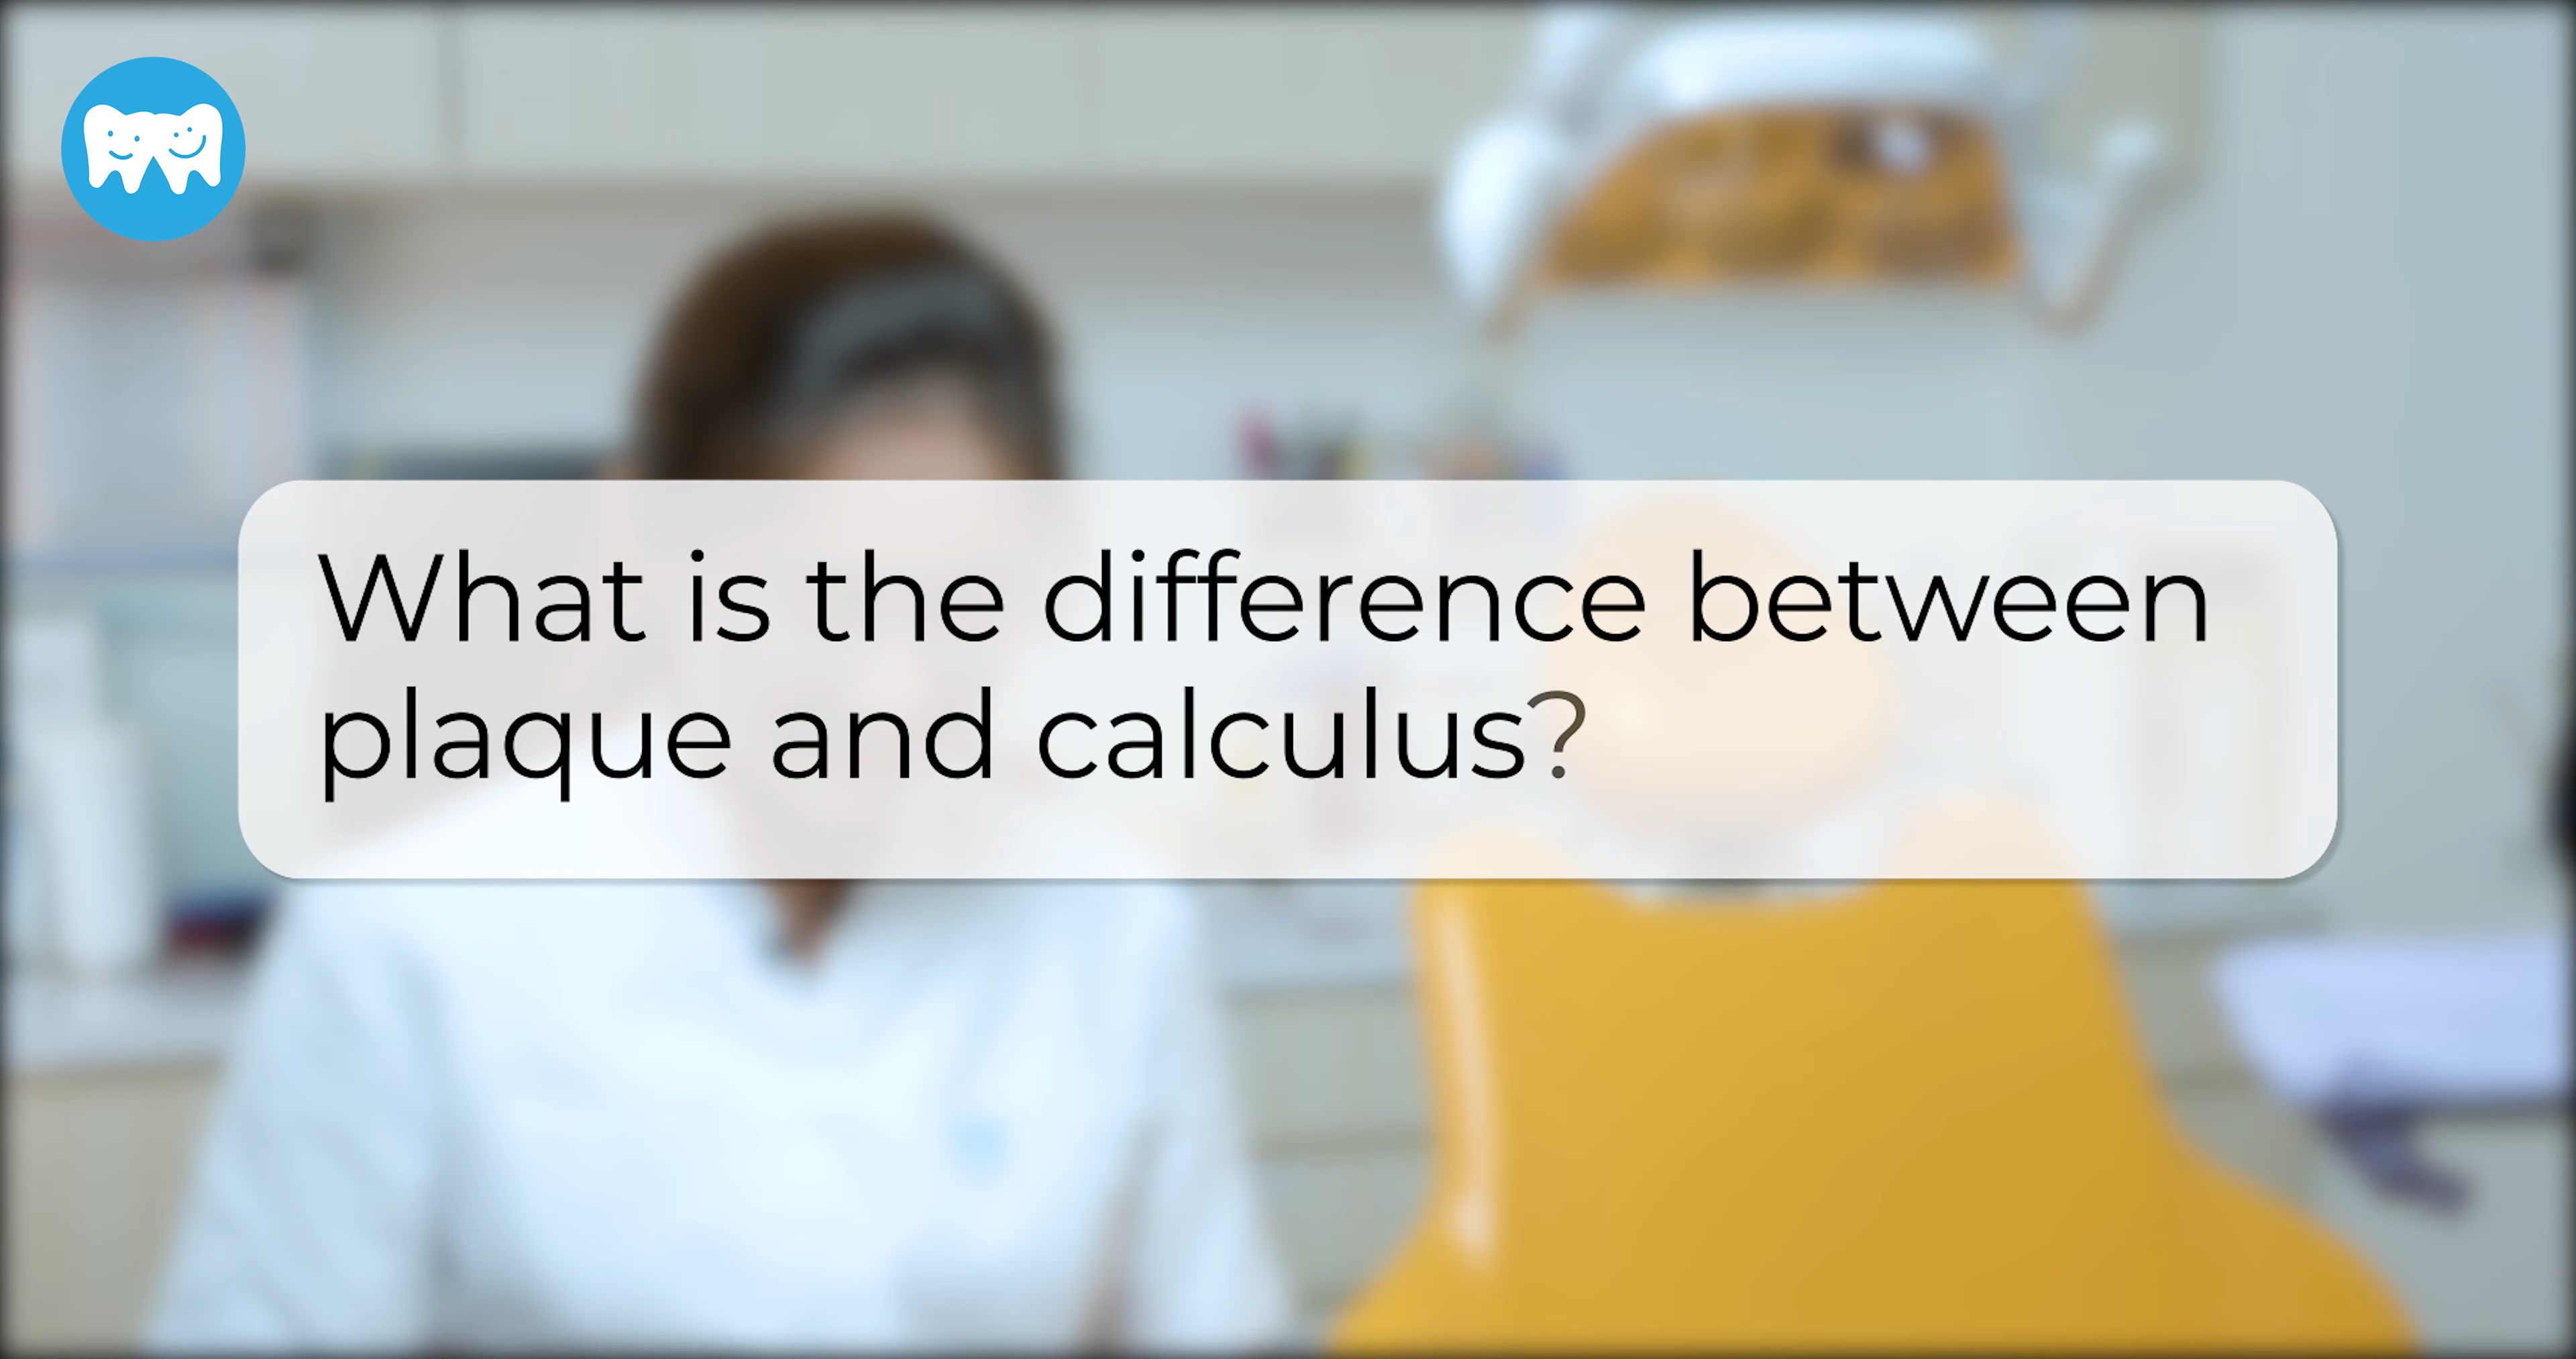 What is the difference between
plaque and calculus?